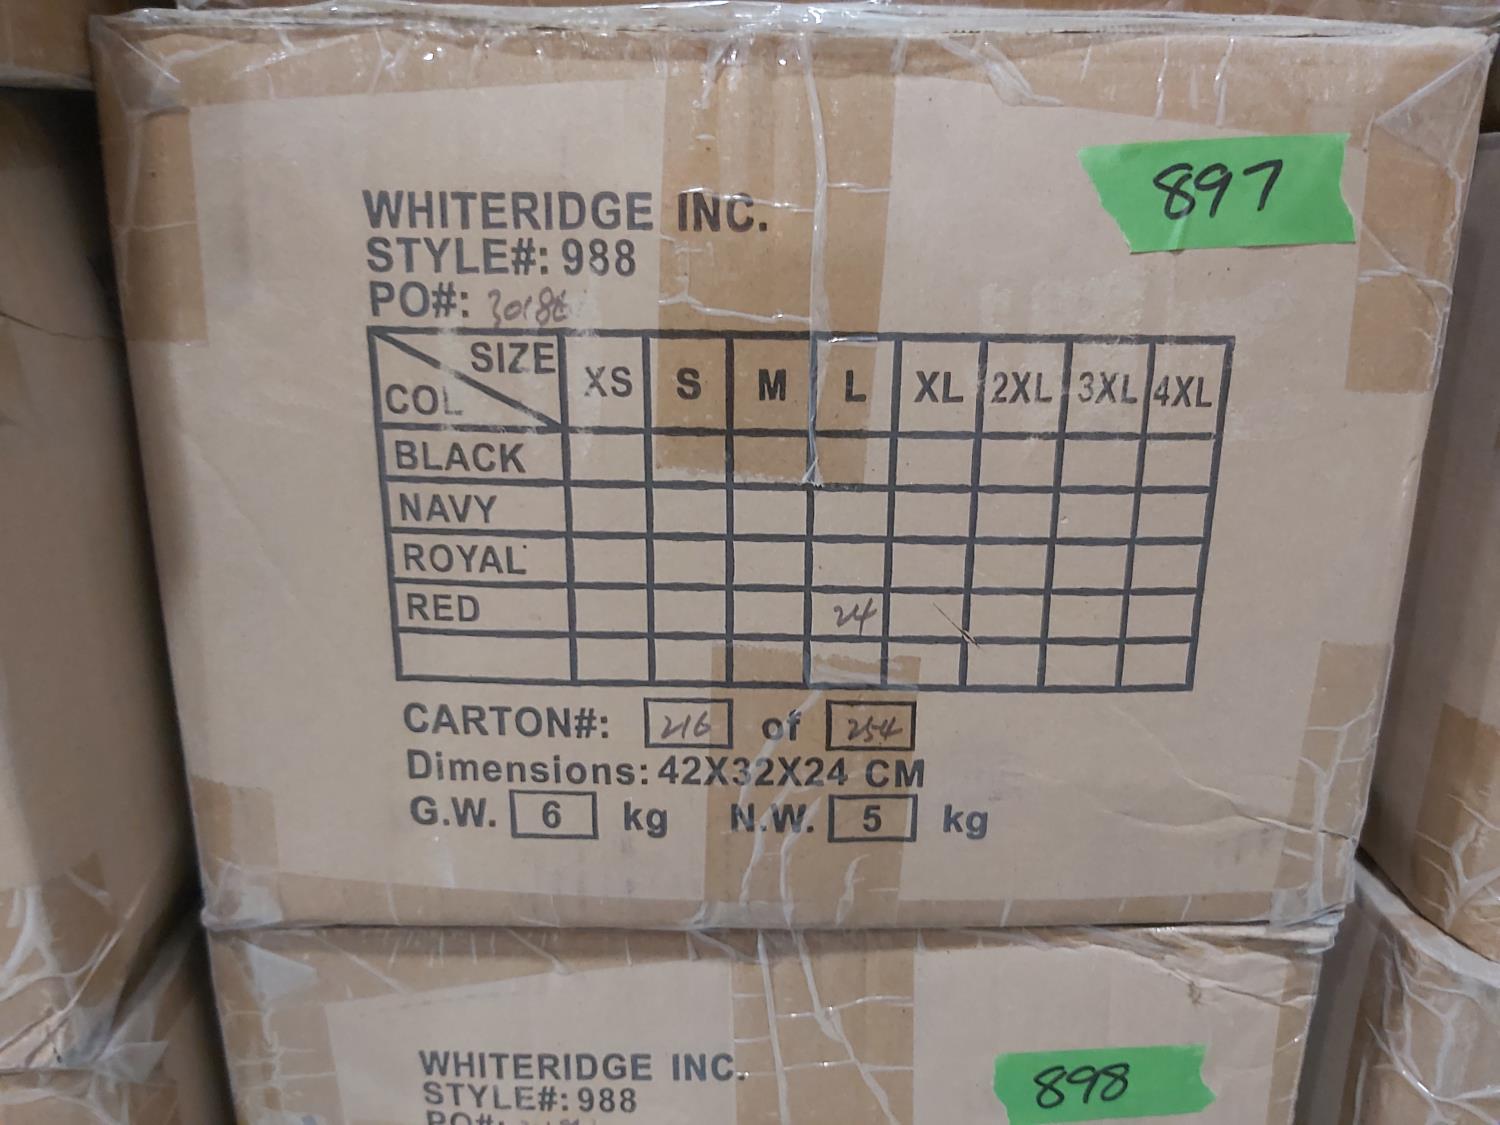 897
WHITERIDGE INC.
STYLE#: 988
PO#:
SIZE XS S M L XL 2XL 3XL 4XL
COL
BLACK
NAVY
ROYAL
RED 24
CARTON#: 216 of 254
Dimensions: 42X32X24 CM
G.W. 6 kg N.W. 5 kg
WHITERIDGE INC.
898
STYLE#: 988
PO#: